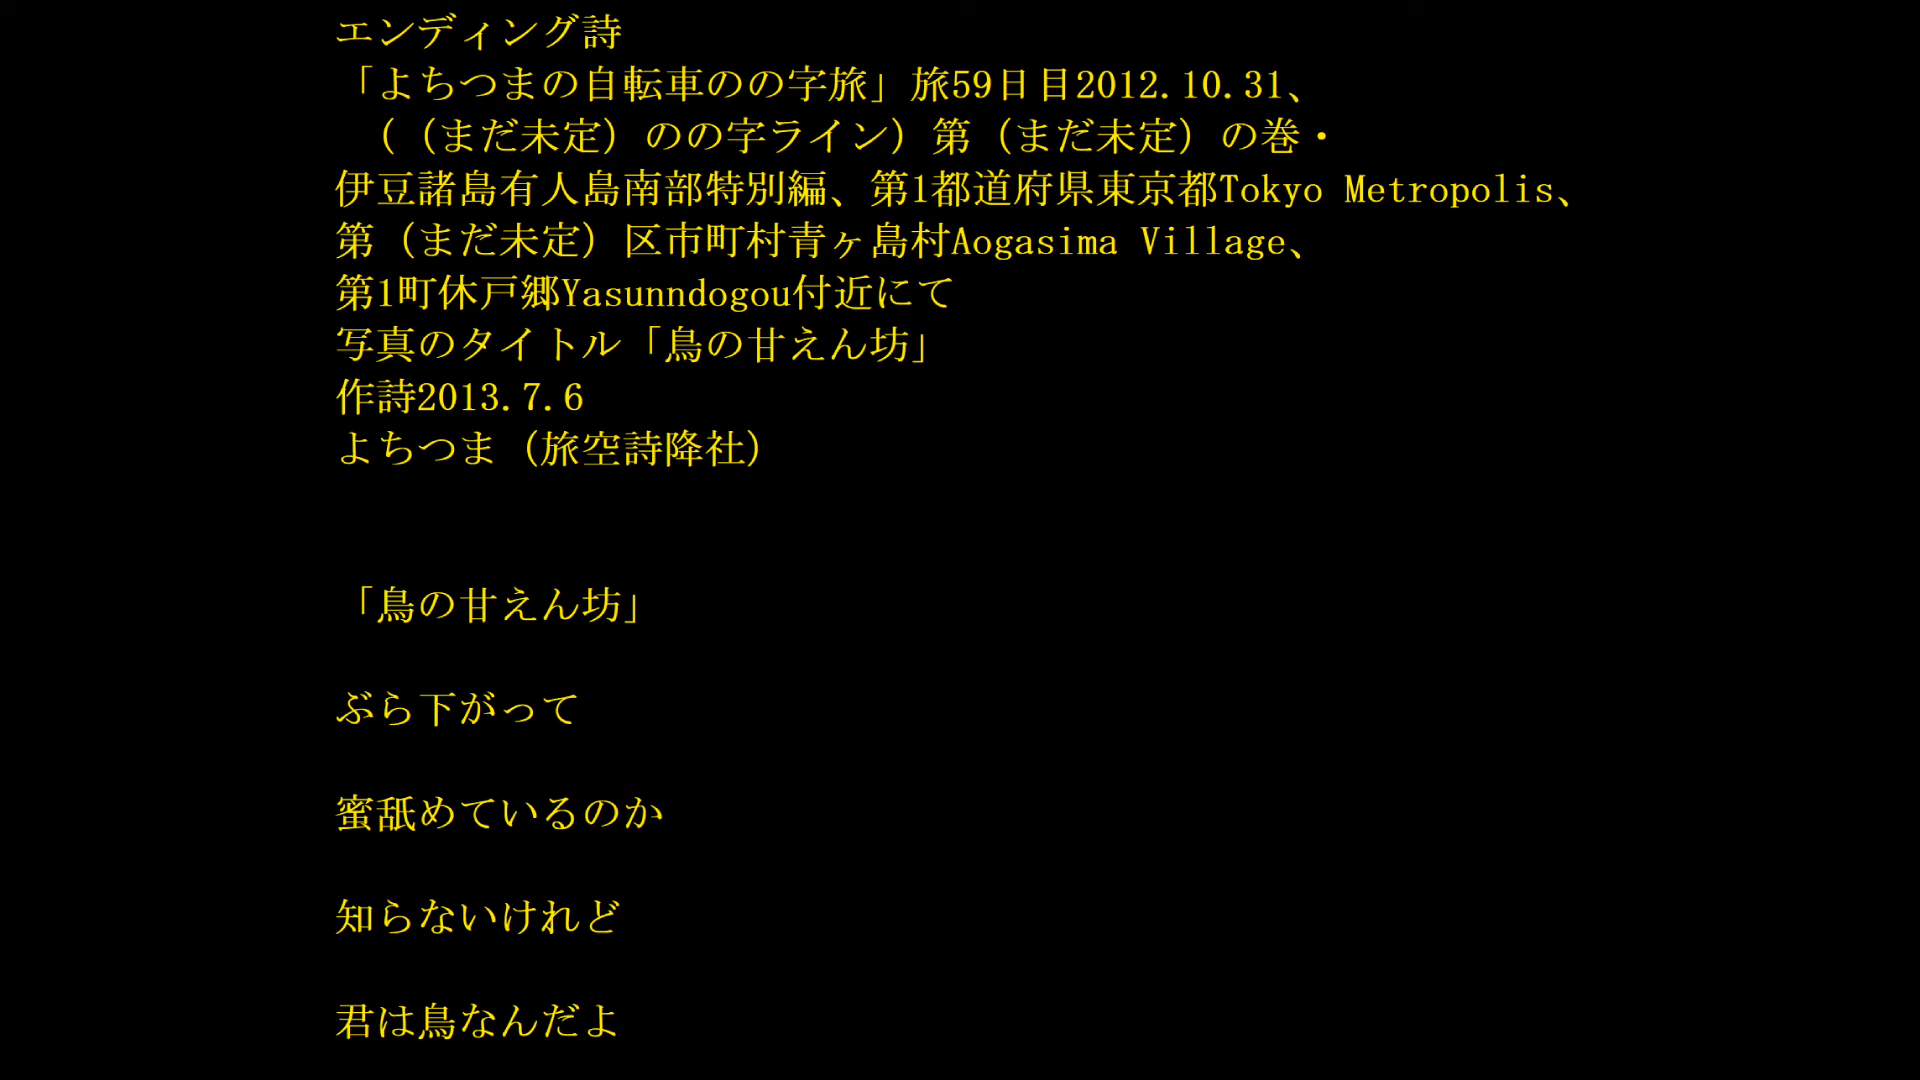 エンディング詩
「よちつまの自転車のの字旅」旅59日目2012.10.31、
（（まだ未定）のの字ライン）第（まだ未定）の巻・
伊豆諸島有人島南部特別編、第1都道府県東京都Tokyo Metropolis、
第（まだ未定）区市町村青ヶ島村Aogasima Village、
第1町休戸郷Yasunndogou付近にて
写真のタイトル「鳥の甘えん坊」
作詩2013.7.6
よちつま（旅空詩降社）
「鳥の甘えん坊」
ぶら下がって
蜜舐めているのか
知らないけれど
君は鳥なんだよ